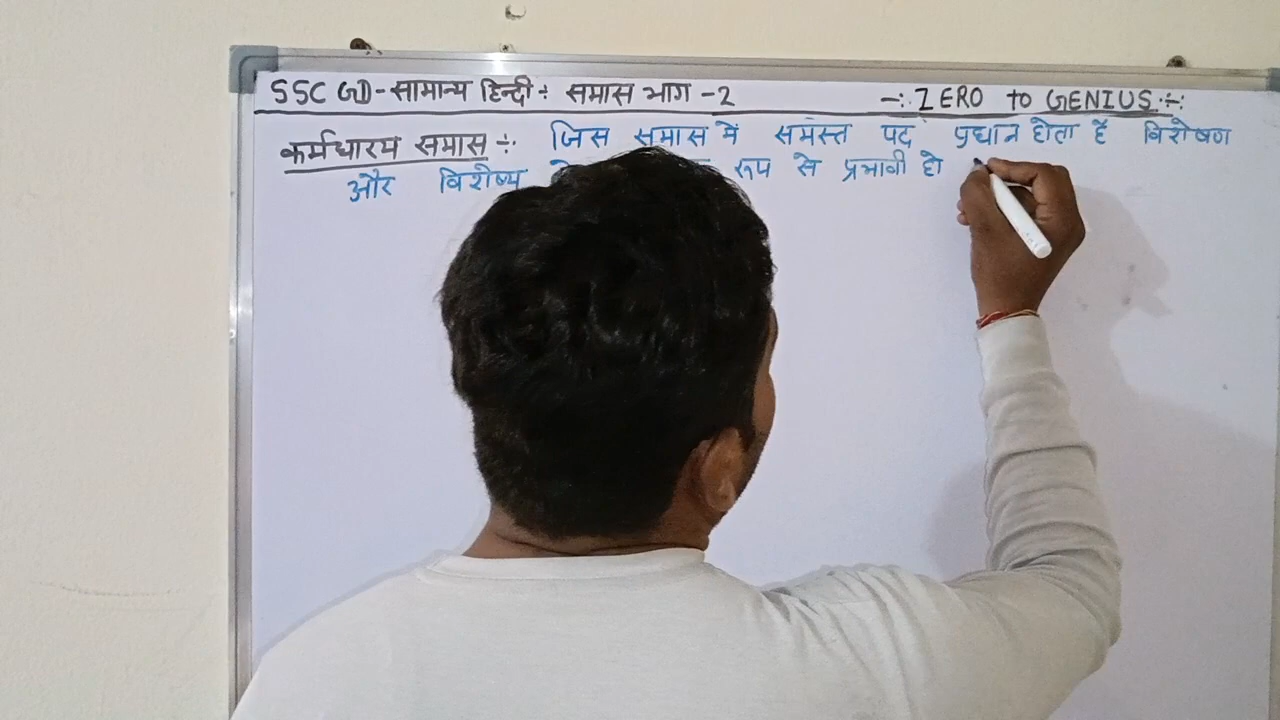 SSC GD-सामान्य हिन्दी ÷ समास भाग -2 -: ZERO to GENIUS :-
कर्मधारय समास ÷ जिस समास में समस्त पद प्रधान होता है विशेषण
और विशेष्य रूप से प्रभावी हो